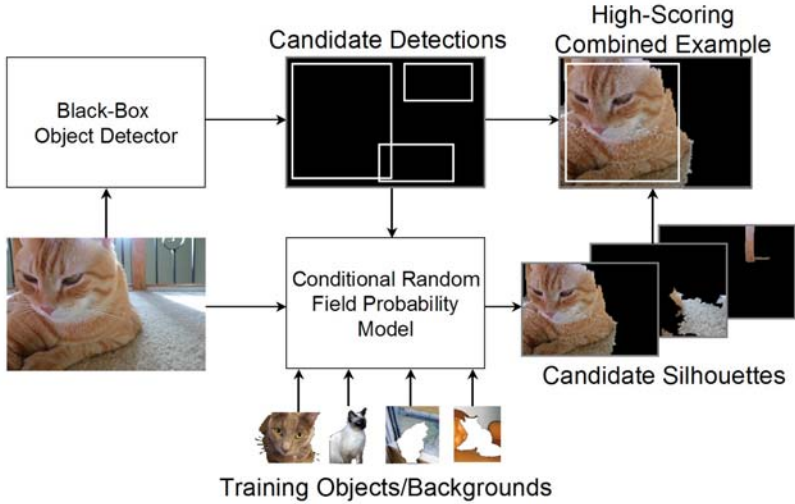 High-Scoring
Combined Example
Candidate Detections
Black-Box
Object Detector
Conditional Random
Field Probability
Model
Candidate Silhouettes
Training Objects/Backgrounds